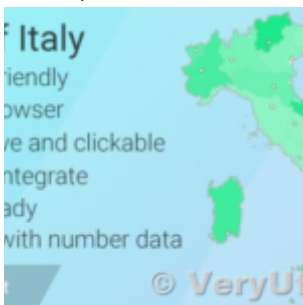 f Italy
riendly
owser
ve and clickable
ntegrate
ady
with number data
t
© VeryU